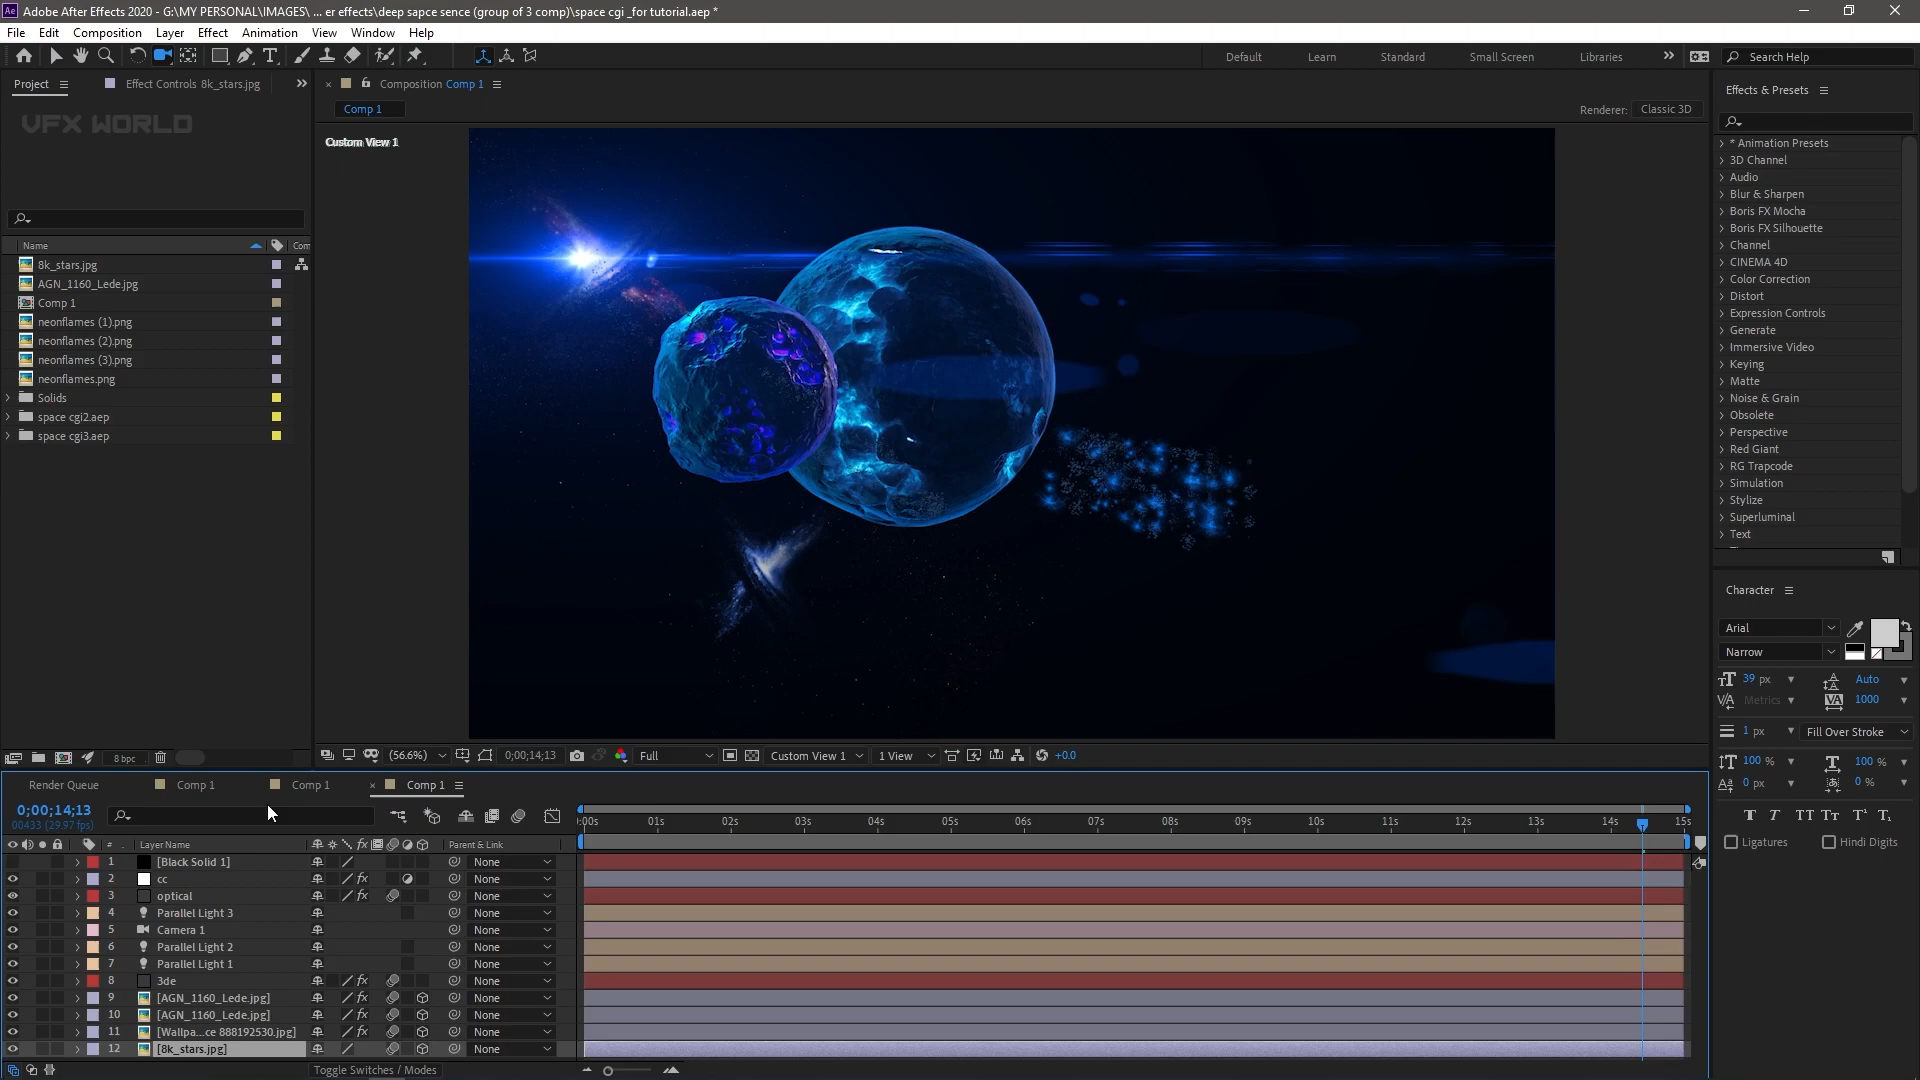 Adobe After Effects 2020 - G:\MY PERSONAL\IMAGES\ ... er effects\deep sapce sence (group of 3 comp)\space cgi _for tutorial.aep *
File Edit Composition Layer Effect Animation View Window Help
Default Learn Standard Small Screen Libraries Search Help
Project Effect Controls 8k_stars.jpg
Composition Comp 1
Comp 1
Renderer: Classic 3D
VFX WORLD
Custom View 1
Name
8k_stars.jpg
AGN_1160_Lede.jpg
Comp 1
neonflames (1).png
neonflames (2).png
neonflames (3).png
neonflames.png
Solids
space cgi2.aep
space cgi3.aep
8 bpc
Effects & Presets
* Animation Presets
3D Channel
Audio
Blur & Sharpen
Boris FX Mocha
Boris FX Silhouette
Channel
CINEMA 4D
Color Correction
Distort
Expression Controls
Generate
Immersive Video
Keying
Matte
Noise & Grain
Obsolete
Perspective
Red Giant
RG Trapcode
Simulation
Stylize
Superluminal
Text
Character
Arial
Narrow
39 px Auto
Metrics 1000
1 px Fill Over Stroke
100 % 100 %
0 px 0 %
Ligatures Hindi Digits
(56.6%) 0;00;14;13 Full Custom View 1 1 View +0.0
Render Queue Comp 1 Comp 1 Comp 1
0;00;14;13
00433 (29.97 fps)
:00s 01s 02s 03s 04s 05s 06s 07s 08s 09s 10s 11s 12s 13s 14s 15s
# Layer Name Parent & Link
1 [Black Solid 1] None
2 cc None
3 optical None
4 Parallel Light 3 None
5 Camera 1 None
6 Parallel Light 2 None
7 Parallel Light 1 None
8 3de None
9 [AGN_1160_Lede.jpg] None
10 [AGN_1160_Lede.jpg] None
11 [Wallpa...ce 888192530.jpg] None
12 [8k_stars.jpg] None
Toggle Switches / Modes